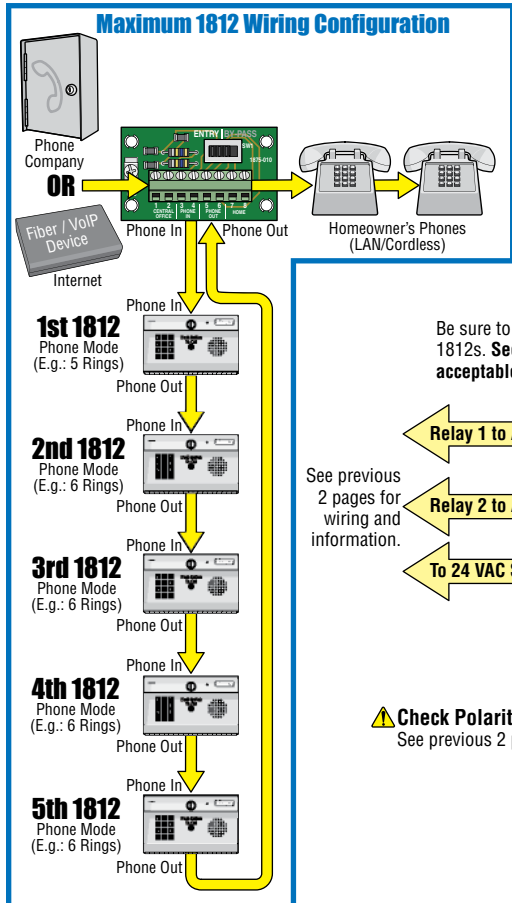 Maximum 1812 Wiring Configuration
Phone
Company
OR
Fiber / VoIP
Device
Internet
ENTRY BY-PASS
SW1
1875-010
1 2 3 4 5 6 7 8
CENTRAL OFFICE PHONE IN PHONE OUT HOME
Phone In
Phone Out
Homeowner's Phones
(LAN/Cordless)
Phone In
1st 1812
Phone Mode
(E.g.: 5 Rings)
Phone Out
Phone In
2nd 1812
Phone Mode
(E.g.: 6 Rings)
Phone Out
Phone In
3rd 1812
Phone Mode
(E.g.: 6 Rings)
Phone Out
Phone In
4th 1812
Phone Mode
(E.g.: 6 Rings)
Phone Out
Phone In
5th 1812
Phone Mode
(E.g.: 6 Rings)
Phone Out
Be sure to
1812s. See
acceptable
Relay 1 to
See previous
2 pages for
wiring and
information.
Relay 2 to
To 24 VAC
Check Polarit
See previous 2 p